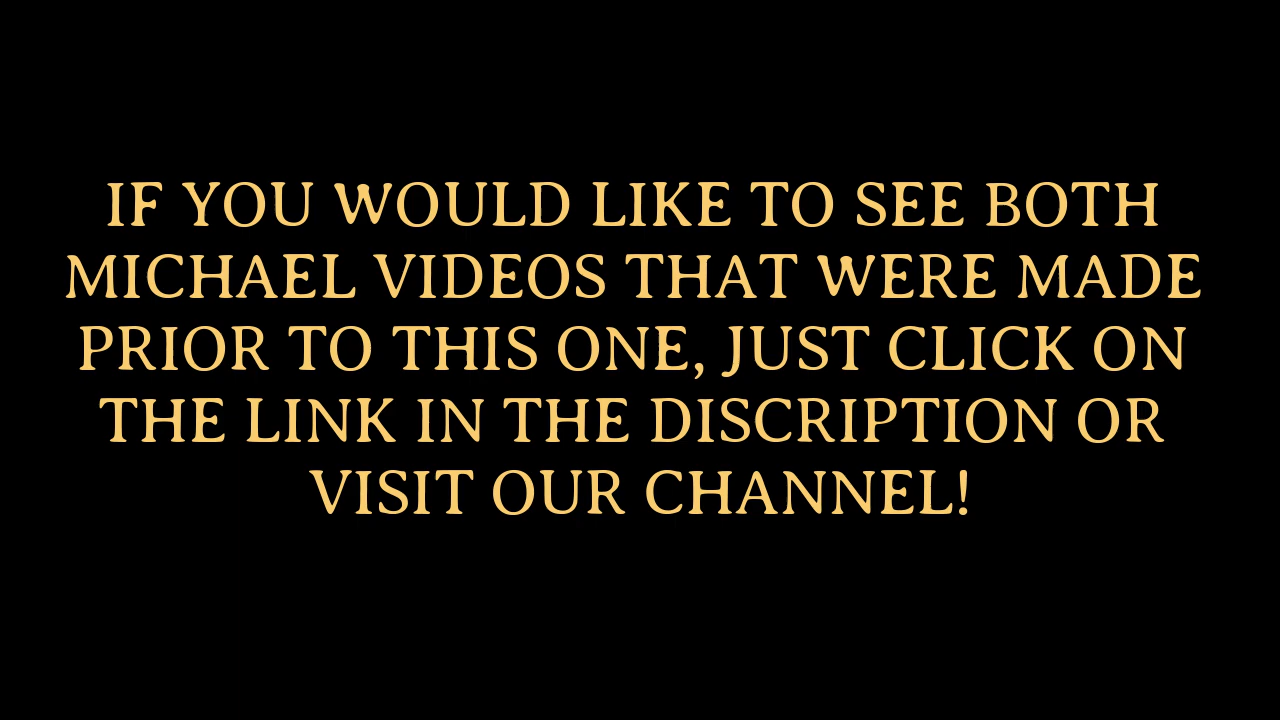 IF YOU WOULD LIKE TO SEE BOTH
MICHAEL VIDEOS THAT WERE MADE
PRIOR TO THIS ONE, JUST CLICK ON
THE LINK IN THE DISCRIPTION OR
VISIT OUR CHANNEL!